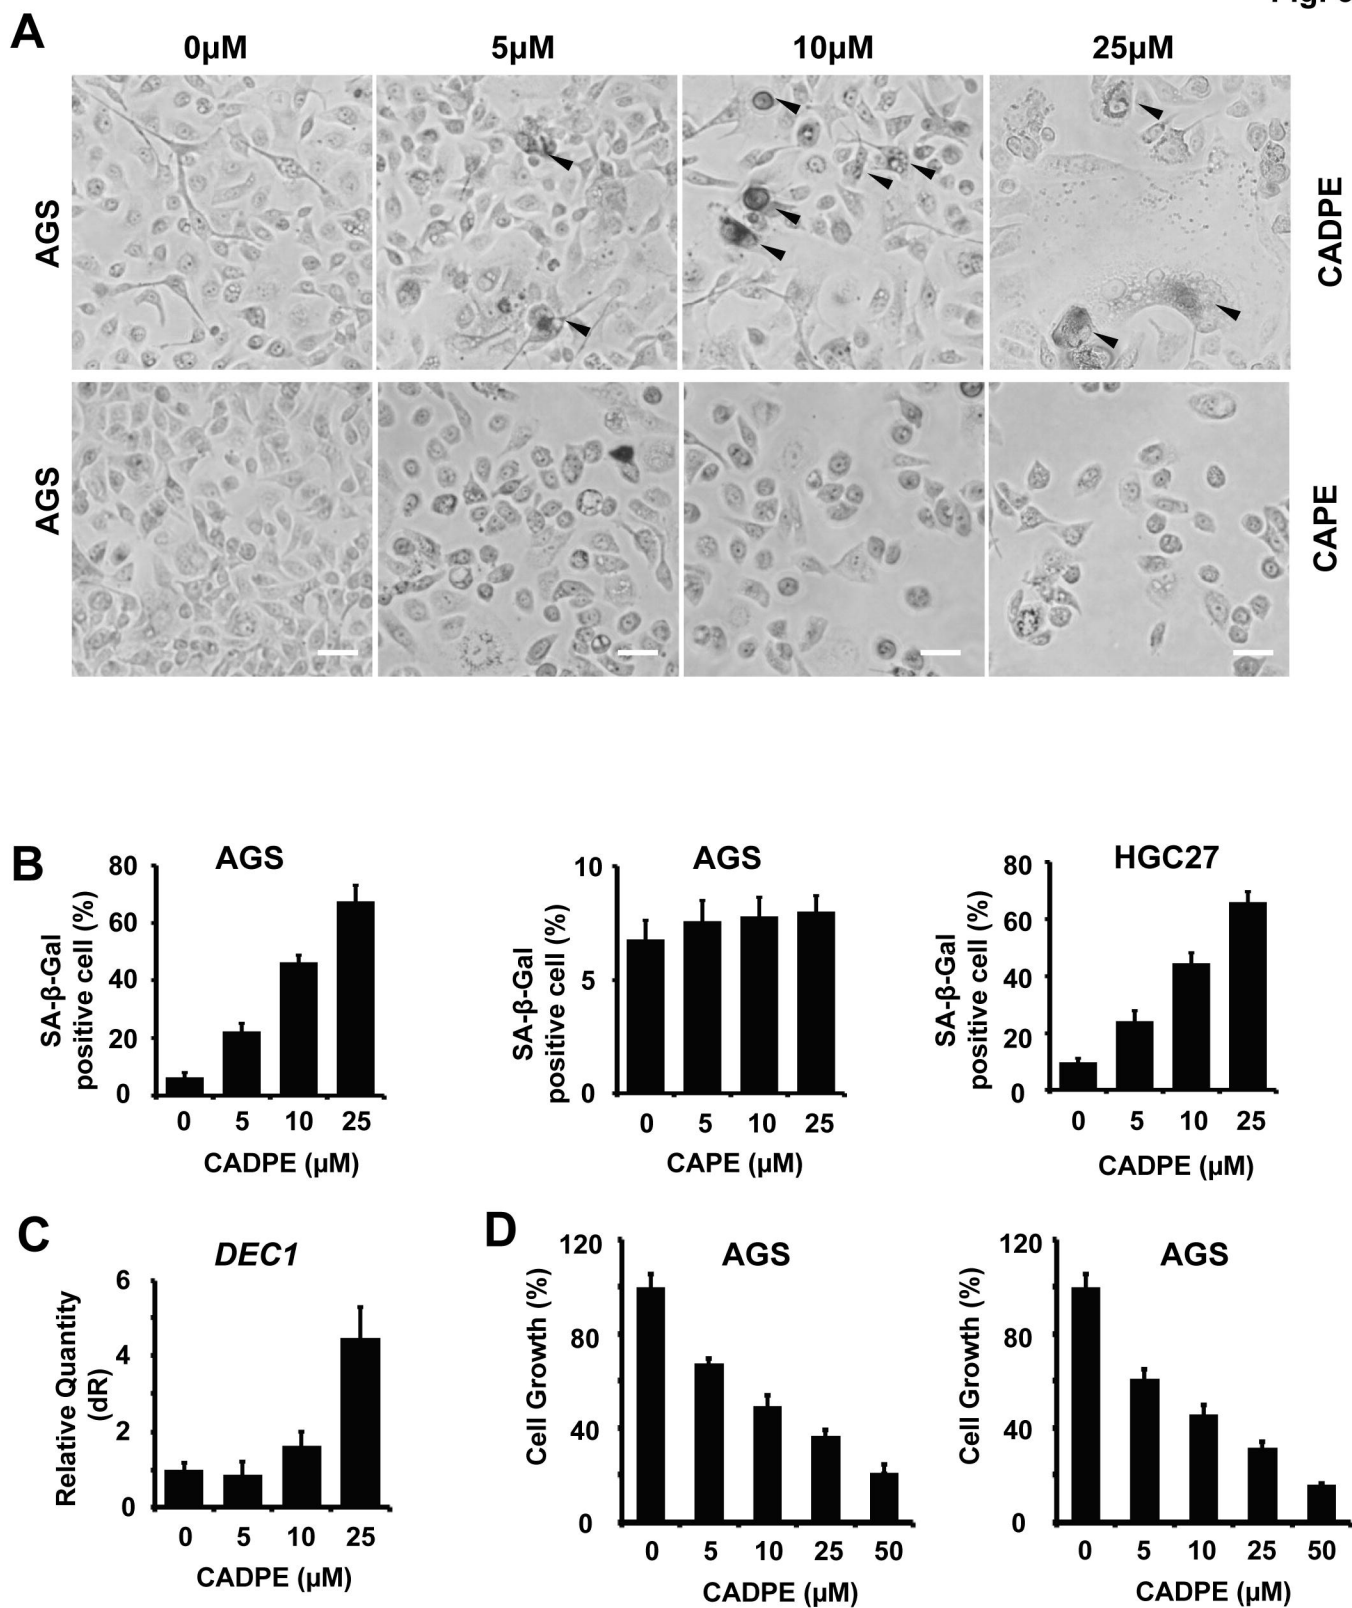 A
0µM 5µM 10µM 25µM
AGS
CADPE
AGS
CAPE
B
AGS
80
60
40
20
0
SA-β-Gal
positive cell (%)
0 5 10 25
CADPE (µM)
AGS
10
5
0
SA-β-Gal
positive cell (%)
0 5 10 25
CAPE (µM)
HGC27
80
60
40
20
0
SA-β-Gal
positive cell (%)
0 5 10 25
CADPE (µM)
C
DEC1
6
4
2
0
Relative Quantity
(dR)
0 5 10 25
CADPE (µM)
D
AGS
120
80
40
0
Cell Growth (%)
0 5 10 25 50
CADPE (µM)
AGS
120
80
40
0
Cell Growth (%)
0 5 10 25 50
CADPE (µM)